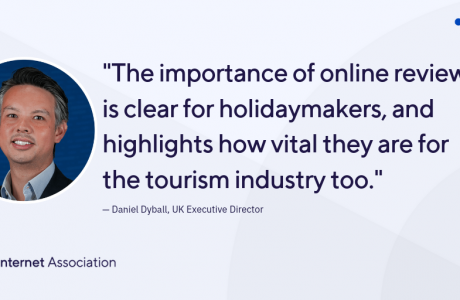 "The importance of online review
is clear for holidaymakers, and
highlights how vital they are for
the tourism industry too."
— Daniel Dyball, UK Executive Director
nternet Association